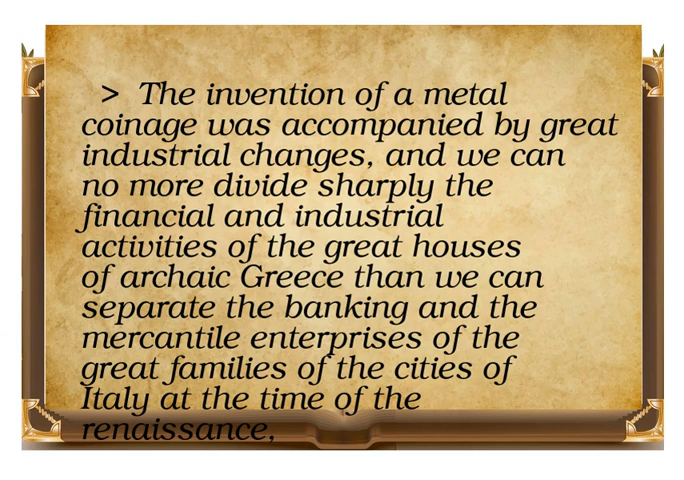 > The invention of a metal
coinage was accompanied by great
industrial changes, and we can
no more divide sharply the
financial and industrial
activities of the great houses
of archaic Greece than we can
separate the banking and the
mercantile enterprises of the
great families of the cities of
Italy at the time of the
renaissance,